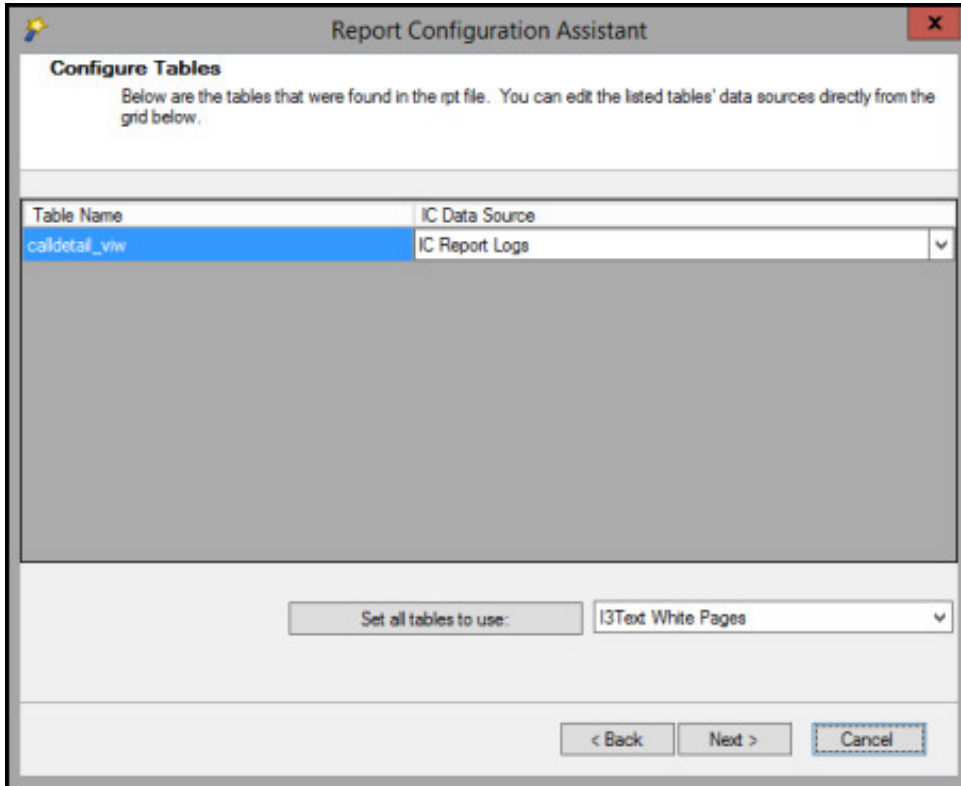 Report Configuration Assistant
Configure Tables
Below are the tables that were found in the rpt file. You can edit the listed tables' data sources directly from the
grid below.
Table Name IC Data Source
calldetail_viw IC Report Logs
Set all tables to use: I3Text White Pages
< Back Next > Cancel